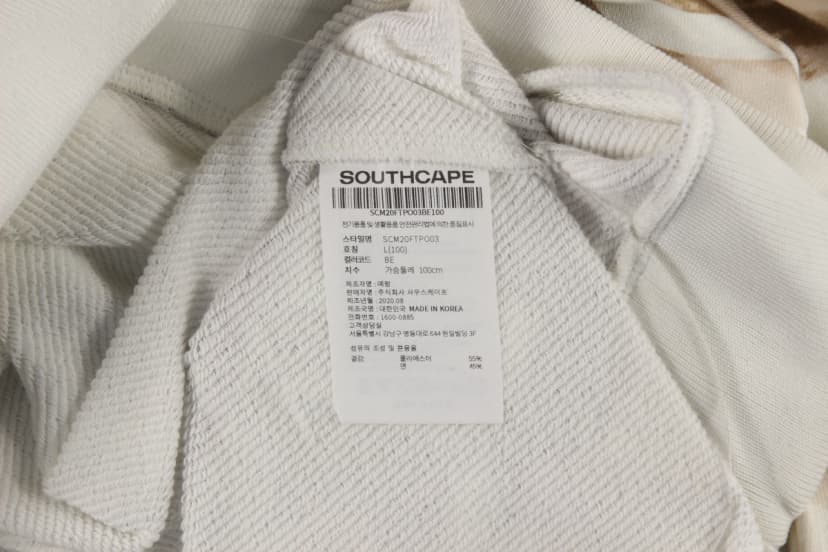 SOUTHCAPE
SCM20FTPO03BE100
전기용품 및 생활용품 안전관리법에 의한 품질표시
스타일명 SCM20FTPO03
호칭 L(100)
컬러코드 BE
치수 가슴둘레 100cm
제조자명 : 예림
판매자명 : 주식회사 사우스케이프
제조년월 : 2020.08
제조국명 : 대한민국 MADE IN KOREA
전화번호 : 1600-0885
고객상담실
서울특별시 강남구 영동대로 644 현일빌딩 3F
섬유의 조성 및 혼용율
겉감 폴리에스터 55%
면 45%